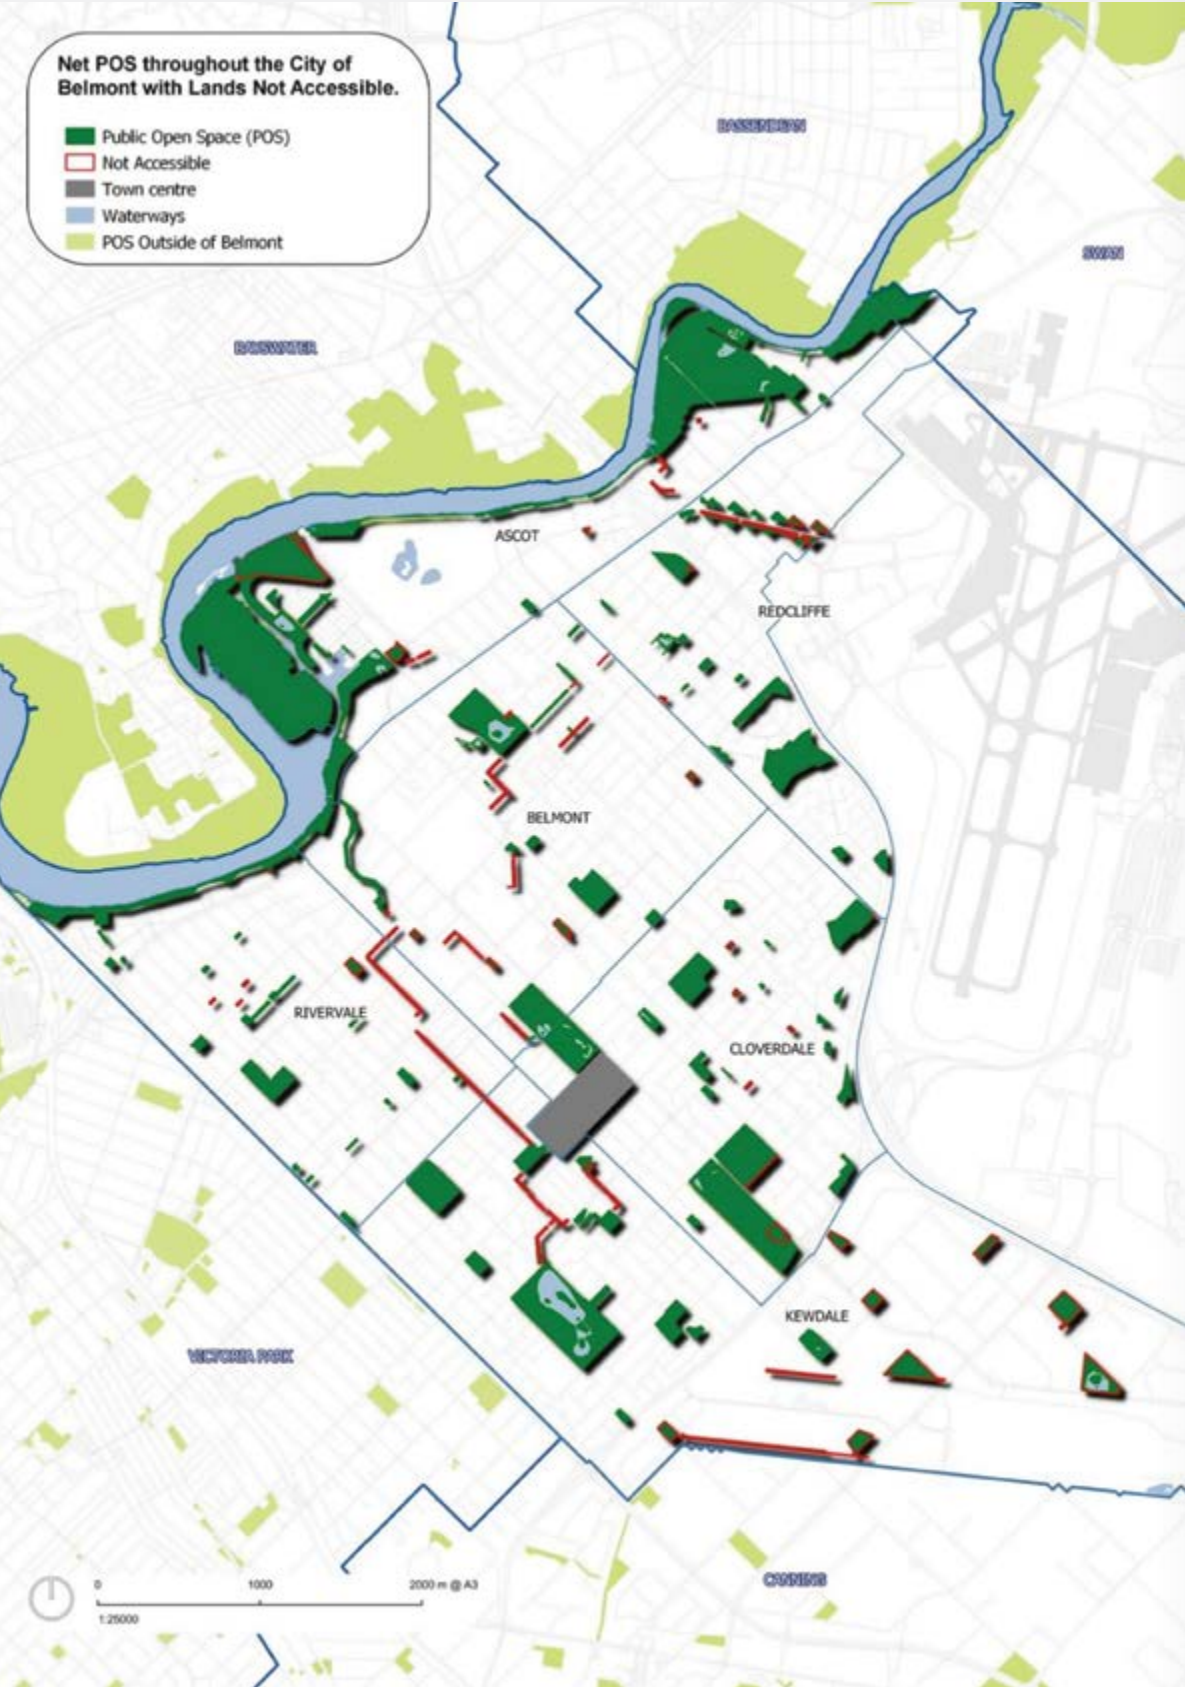 Net POS throughout the City of
Belmont with Lands Not Accessible.
Public Open Space (POS)
Not Accessible
Town centre
Waterways
POS Outside of Belmont
BASSENDEAN
SWAN
BAYSWATER
ASCOT
REDCLIFFE
BELMONT
RIVERVALE
CLOVERDALE
KEWDALE
VICTORIA PARK
CANNING
0 1000 2000 m @ A3
1:25000